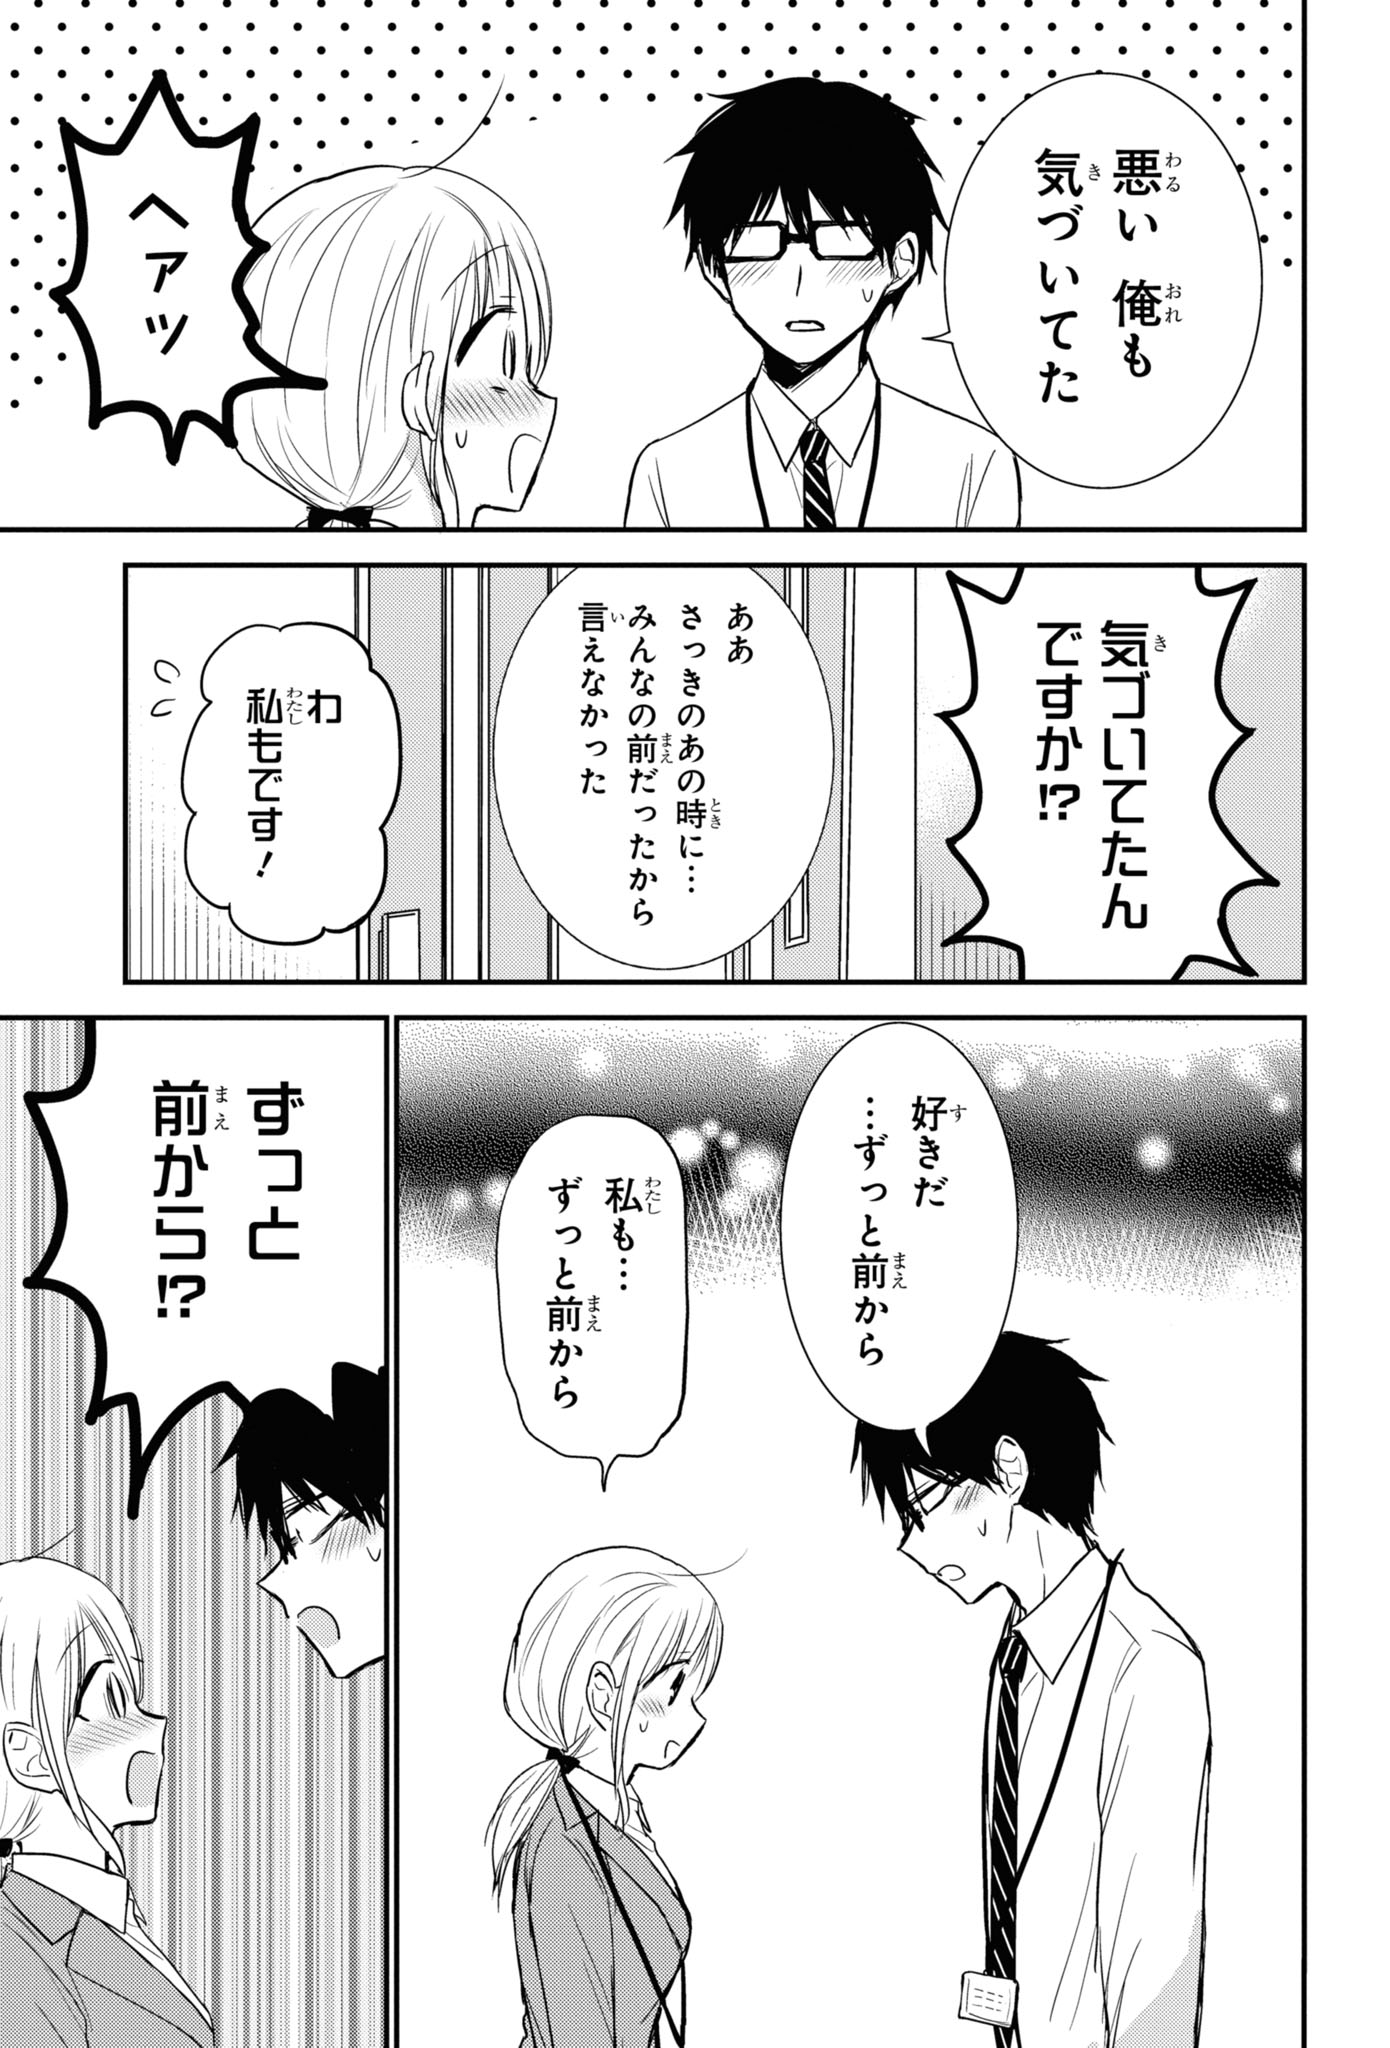 悪い 俺も
気づいてた
ヘアッ
気づいてたん
ですか!?
ああ
さっきのあの時に…
みんなの前だったから
言えなかった
わ
私もです!
好きだ
…ずっと前から
私も…
ずっと前から
ずっと
前から!?